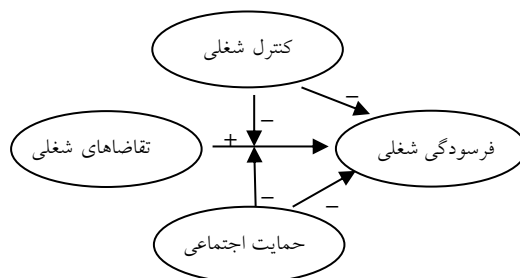 کنترل شغلی
–
–
تقاضاهای شغلی
+
فرسودگی شغلی
–
–
حمایت اجتماعی